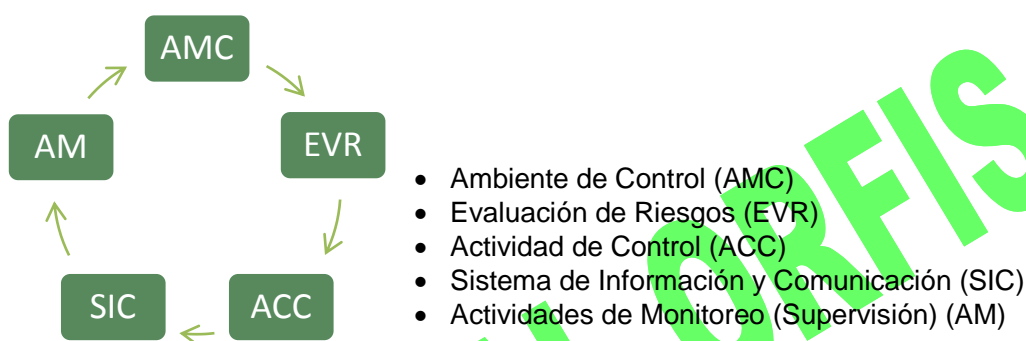 AMC
AM
EVR
SIC
ACC
• Ambiente de Control (AMC)
• Evaluación de Riesgos (EVR)
• Actividad de Control (ACC)
• Sistema de Información y Comunicación (SIC)
• Actividades de Monitoreo (Supervisión) (AM)
ORFIS